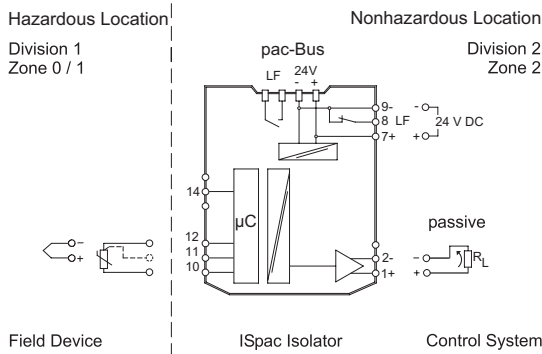 Hazardous Location
Nonhazardous Location
Division 1
Zone 0 / 1
pac-Bus
Division 2
Zone 2
LF
24V
- +
9-
8 LF
7+
-
24 V DC
+
14
µC
12
11
10
-
+
passive
2-
1+
-
+
RL
Field Device
ISpac Isolator
Control System